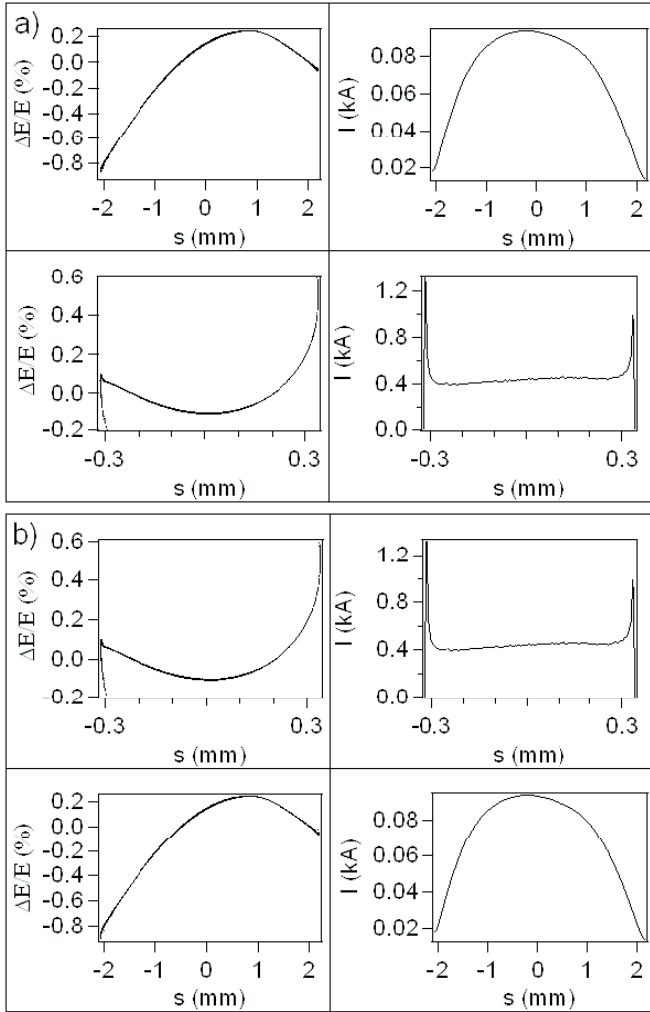 a)
ΔE/E (%)
0.2
0.0
-0.2
-0.4
-0.6
-0.8
-2 -1 0 1 2
s (mm)
I (kA)
0.08
0.06
0.04
0.02
-2 -1 0 1 2
s (mm)
ΔE/E (%)
0.6
0.4
0.2
0.0
-0.2
-0.3 0.3
s (mm)
I (kA)
1.2
0.8
0.4
0.0
-0.3 0.3
s (mm)
b)
ΔE/E (%)
0.6
0.4
0.2
0.0
-0.2
-0.3 0.3
s (mm)
I (kA)
1.2
0.8
0.4
0.0
-0.3 0.3
s (mm)
ΔE/E (%)
0.2
0.0
-0.2
-0.4
-0.6
-0.8
-2 -1 0 1 2
s (mm)
I (kA)
0.08
0.06
0.04
0.02
-2 -1 0 1 2
s (mm)